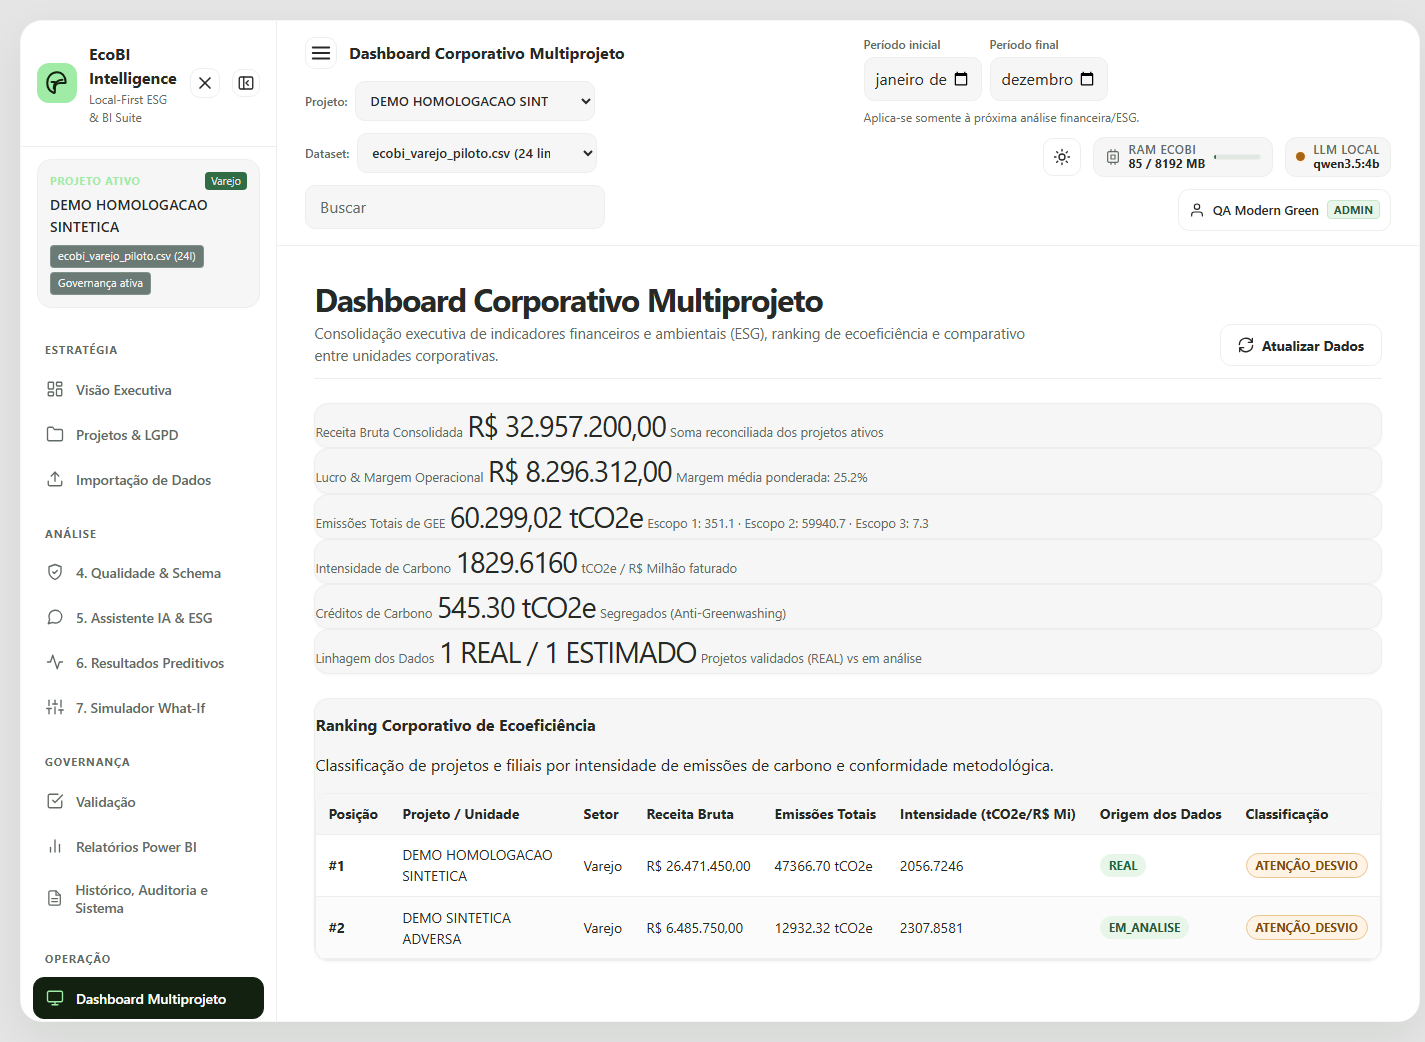 EcoBI
Intelligence
Local-First ESG
& BI Suite
PROJETO ATIVO
Varejo
DEMO HOMOLOGACAO
SINTETICA
ecobi_varejo_piloto.csv (24l)
Governança ativa
ESTRATÉGIA
Visão Executiva
Projetos & LGPD
Importação de Dados
ANÁLISE
4. Qualidade & Schema
5. Assistente IA & ESG
6. Resultados Preditivos
7. Simulador What-If
GOVERNANÇA
Validação
Relatórios Power BI
Histórico, Auditoria e
Sistema
OPERAÇÃO
Dashboard Multiprojeto
Dashboard Corporativo Multiprojeto
Projeto: DEMO HOMOLOGACAO SINT
Dataset: ecobi_varejo_piloto.csv (24 lin
Buscar
Período inicial
Período final
janeiro de
dezembro
Aplica-se somente à próxima análise financeira/ESG.
RAM ECOBI
85 / 8192 MB
LLM LOCAL
qwen3.5:4b
QA Modern Green ADMIN
Dashboard Corporativo Multiprojeto
Consolidação executiva de indicadores financeiros e ambientais (ESG), ranking de ecoeficiência e comparativo
entre unidades corporativas.
Atualizar Dados
Receita Bruta Consolidada R$ 32.957.200,00 Soma reconciliada dos projetos ativos
Lucro & Margem Operacional R$ 8.296.312,00 Margem média ponderada: 25.2%
Emissões Totais de GEE 60.299,02 tCO2e Escopo 1: 351.1 · Escopo 2: 59940.7 · Escopo 3: 7.3
Intensidade de Carbono 1829.6160 tCO2e / R$ Milhão faturado
Créditos de Carbono 545.30 tCO2e Segregados (Anti-Greenwashing)
Linhagem dos Dados 1 REAL / 1 ESTIMADO Projetos validados (REAL) vs em análise
Ranking Corporativo de Ecoeficiência
Classificação de projetos e filiais por intensidade de emissões de carbono e conformidade metodológica.
Posição Projeto / Unidade Setor Receita Bruta Emissões Totais Intensidade (tCO2e/R$ Mi) Origem dos Dados Classificação
#1 DEMO HOMOLOGACAO SINTETICA Varejo R$ 26.471.450,00 47366.70 tCO2e 2056.7246 REAL ATENÇÃO_DESVIO
#2 DEMO SINTETICA ADVERSA Varejo R$ 6.485.750,00 12932.32 tCO2e 2307.8581 EM_ANALISE ATENÇÃO_DESVIO